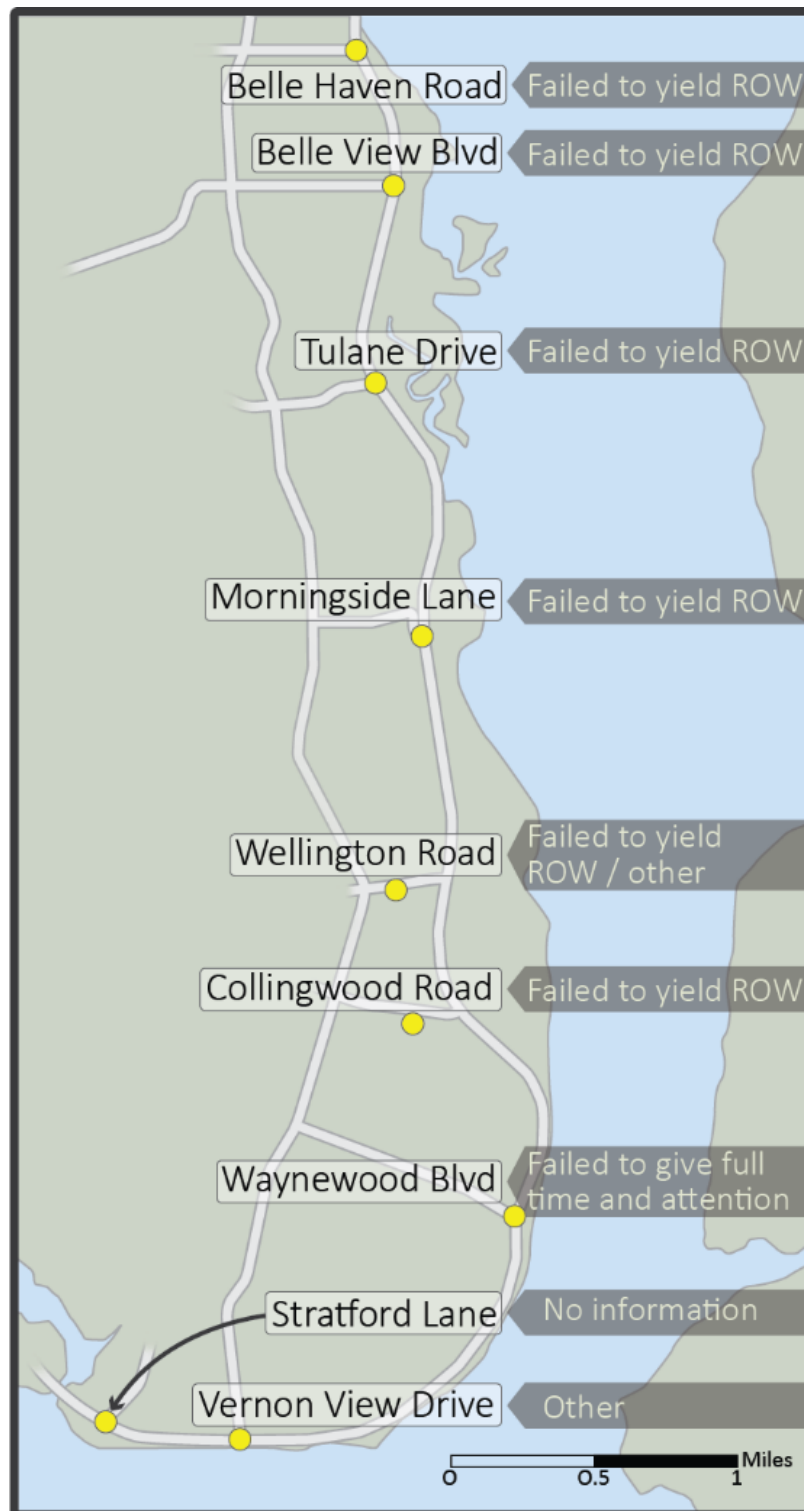 Belle Haven Road
Failed to yield ROW
Belle View Blvd
Failed to yield ROW
Tulane Drive
Failed to yield ROW
Morningside Lane
Failed to yield ROW
Wellington Road
Failed to yield
ROW / other
Collingwood Road
Failed to yield ROW
Waynewood Blvd
Failed to give full
time and attention
Stratford Lane
No information
Vernon View Drive
Other
Miles
0 0.5 1